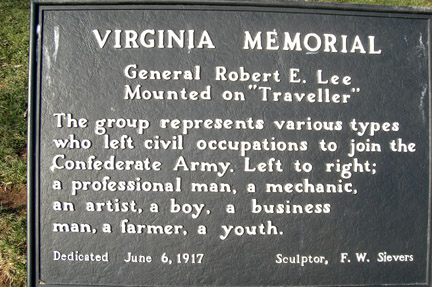 VIRGINIA MEMORIAL
General Robert E. Lee
Mounted on "Traveller"
The group represents various types
who left civil occupations to join the
Confederate Army. Left to right;
a professional man, a mechanic,
an artist, a boy, a business
man, a farmer, a youth.
Dedicated June 6, 1917 Sculptor, F. W. Sievers